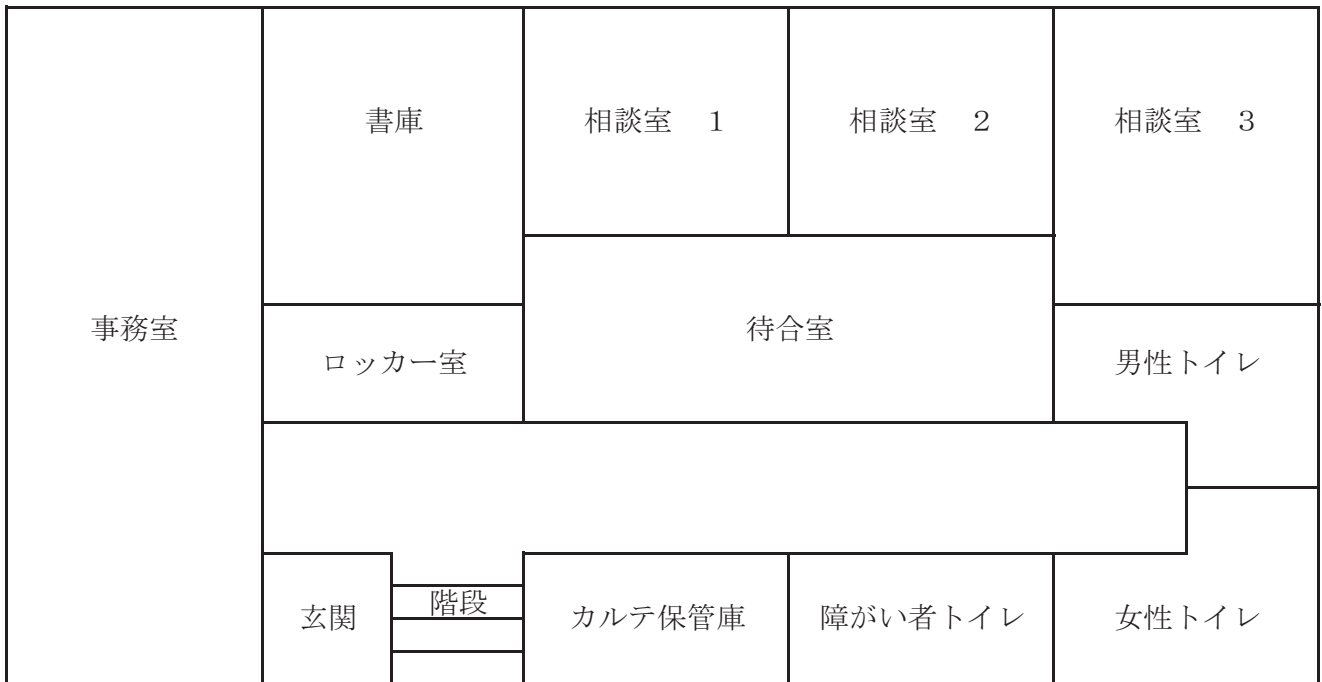 書庫
相談室 1
相談室 2
相談室 3
事務室
待合室
ロッカー室
男性トイレ
玄関
階段
カルテ保管庫
障がい者トイレ
女性トイレ